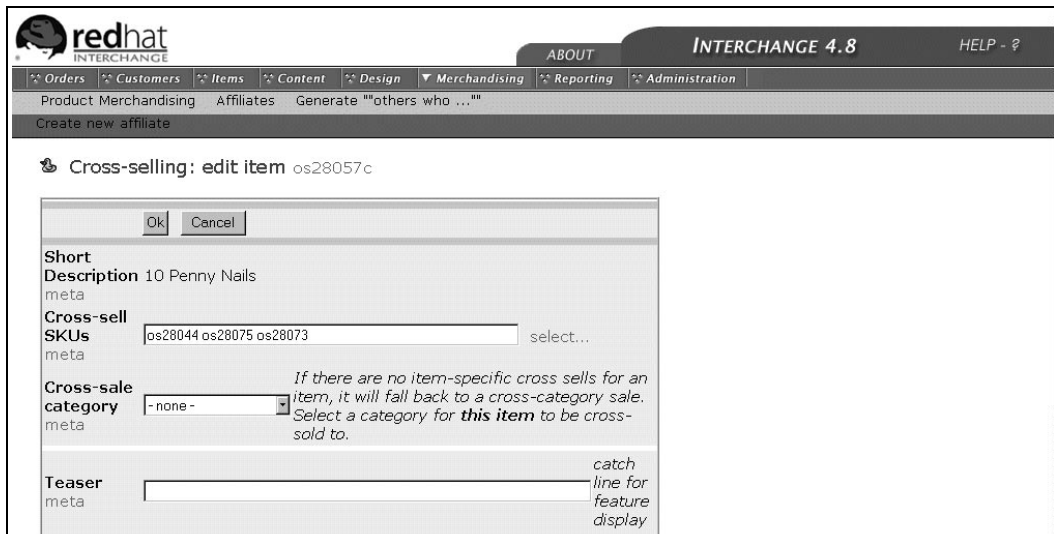 redhat
INTERCHANGE
ABOUT
INTERCHANGE 4.8
HELP - ?
Orders Customers Items Content Design Merchandising Reporting Administration
Product Merchandising Affiliates Generate ""others who ...""
Create new affiliate
Cross-selling: edit item os28057c
Ok Cancel
Short
Description 10 Penny Nails
meta
Cross-sell
SKUs os28044 os28075 os28073 select...
meta
Cross-sale
category - none -
meta
If there are no item-specific cross sells for an
item, it will fall back to a cross-category sale.
Select a category for this item to be cross-
sold to.
Teaser
meta
catch
line for
feature
display